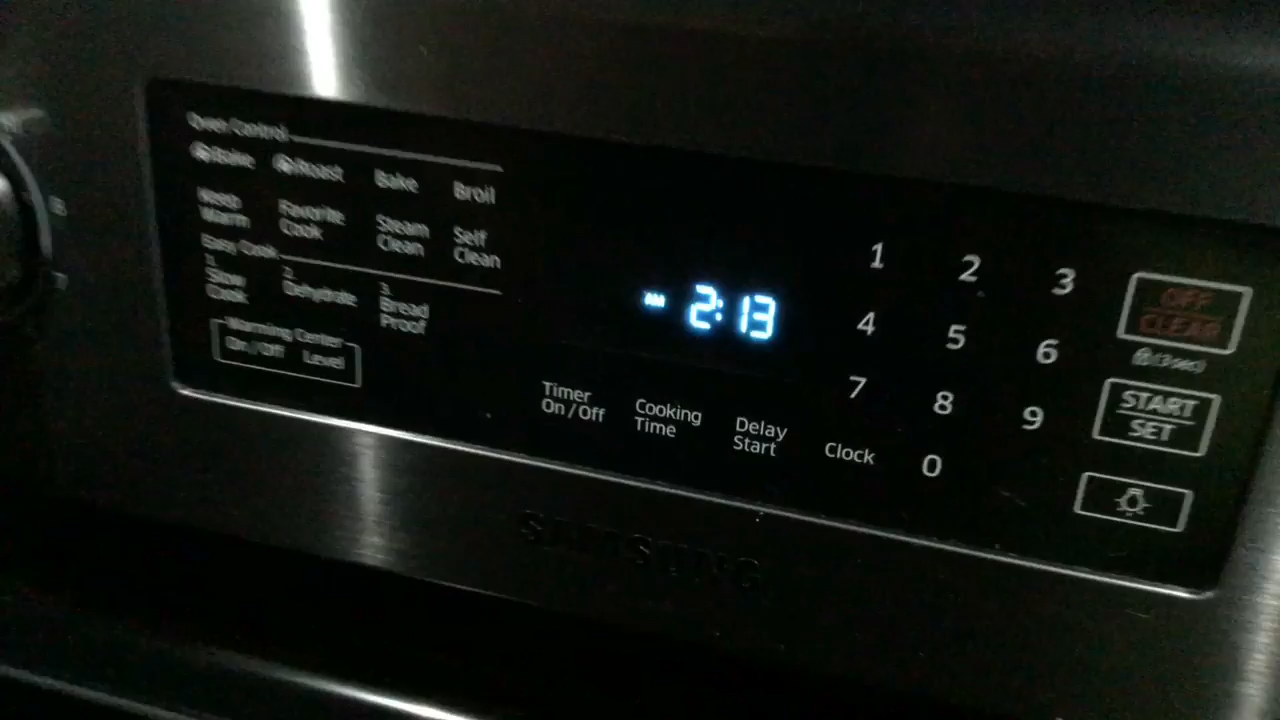 Oven Control
Bake Roast Bake Broil
Keep Warm Favorite Cook Steam Clean Self Clean
Easy Cook
1. Slow Cook 2. Dehydrate 3. Bread Proof
Warming Center
On/Off Level
AM 2:13
Timer On/Off Cooking Time Delay Start Clock
1 2 3
4 5 6
7 8 9
0
OFF
CLEAR
(3 sec)
START
SET
SAMSUNG